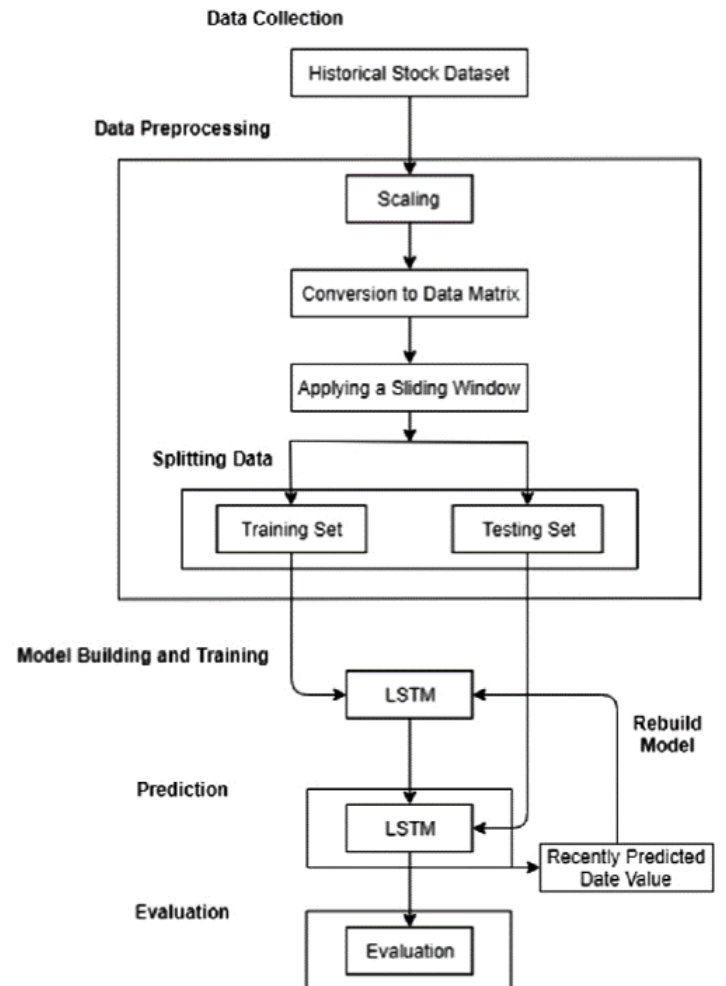 Data Collection
Historical Stock Dataset
Data Preprocessing
Scaling
Conversion to Data Matrix
Applying a Sliding Window
Splitting Data
Training Set
Testing Set
Model Building and Training
LSTM
Rebuild
Model
Prediction
LSTM
Recently Predicted
Date Value
Evaluation
Evaluation